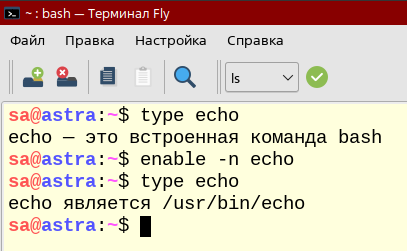 ~ : bash — Терминал Fly
Файл Правка Настройка Справка
ls
sa@astra:~$ type echo
echo — это встроенная команда bash
sa@astra:~$ enable -n echo
sa@astra:~$ type echo
echo является /usr/bin/echo
sa@astra:~$